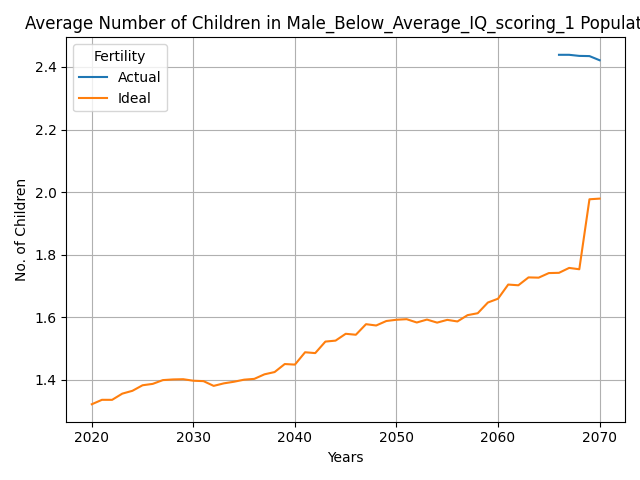 Average Number of Children in Male_Below_Average_IQ_scoring_1 Populat
Fertility
Actual
Ideal
2.4
2.2
2.0
1.8
1.6
1.4
No. of Children
2020 2030 2040 2050 2060 2070
Years